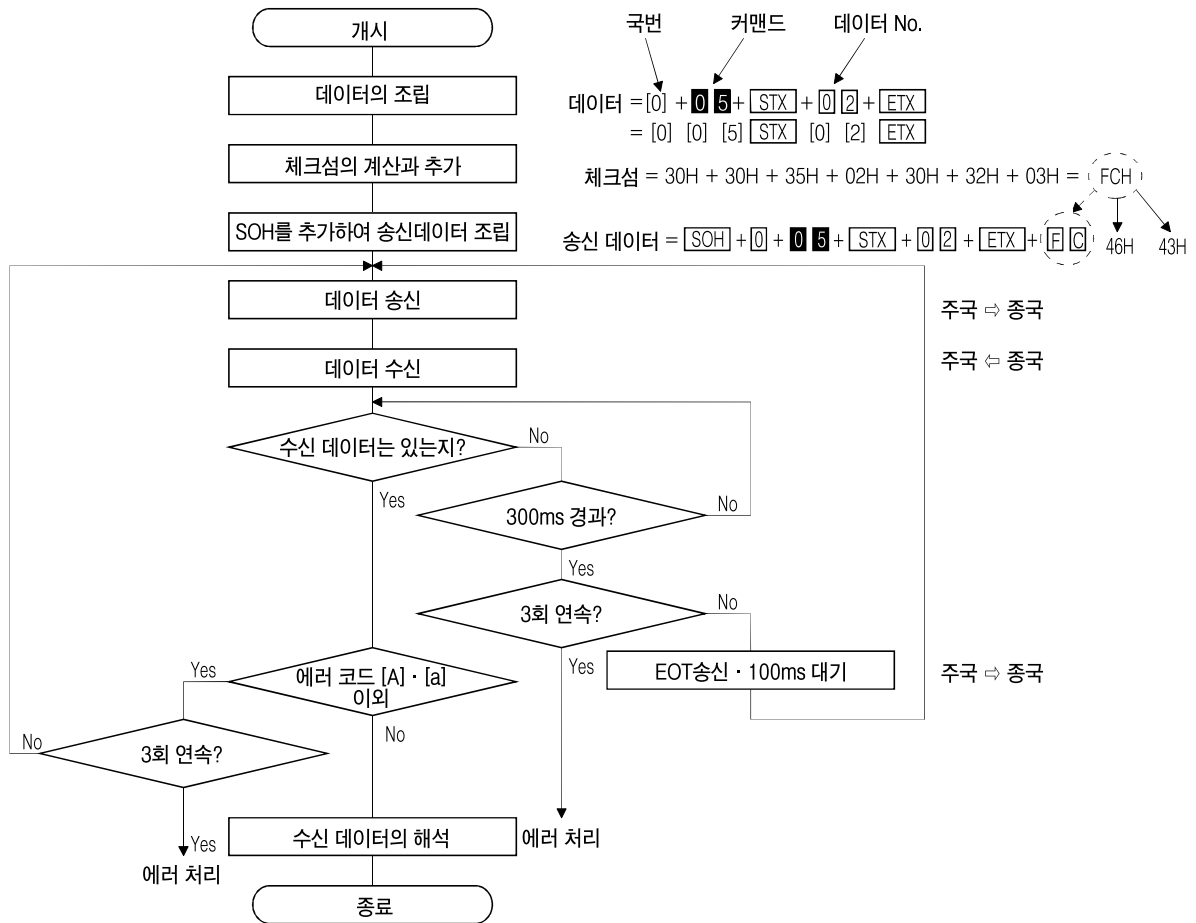 개시
국번 커맨드 데이터 No.
데이터의 조립
데이터 = [0] + 0 5 + STX + 0 2 + ETX
= [0] [0] [5] STX [0] [2] ETX
체크섬의 계산과 추가
체크섬 = 30H + 30H + 35H + 02H + 30H + 32H + 03H = FCH
SOH를 추가하여 송신데이터 조립
송신 데이터 = SOH + 0 + 0 5 + STX + 0 2 + ETX + F C 46H 43H
데이터 송신
주국 ⇨ 종국
데이터 수신
주국 ⇦ 종국
수신 데이터는 있는지?
No
Yes
300ms 경과?
No
Yes
3회 연속?
No
Yes
EOT송신 · 100ms 대기
주국 ⇨ 종국
에러 코드 [A] · [a]
이외
Yes
No
3회 연속?
No
Yes
에러 처리
수신 데이터의 해석
에러 처리
종료